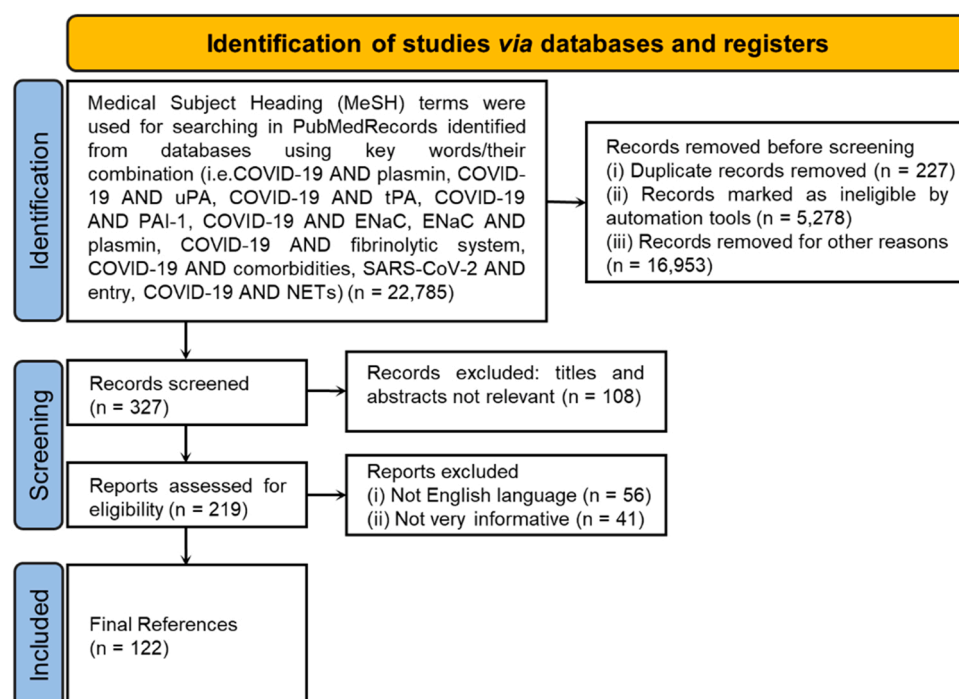 Identification of studies via databases and registers
Identification
Medical Subject Heading (MeSH) terms were
used for searching in PubMedRecords identified
from databases using key words/their
combination (i.e.COVID-19 AND plasmin, COVID-
19 AND uPA, COVID-19 AND tPA, COVID-19
AND PAI-1, COVID-19 AND ENaC, ENaC AND
plasmin, COVID-19 AND fibrinolytic system,
COVID-19 AND comorbidities, SARS-CoV-2 AND
entry, COVID-19 AND NETs) (n = 22,785)
Records removed before screening
(i) Duplicate records removed (n = 227)
(ii) Records marked as ineligible by
automation tools (n = 5,278)
(iii) Records removed for other reasons
(n = 16,953)
Screening
Records screened
(n = 327)
Records excluded: titles and
abstracts not relevant (n = 108)
Reports assessed for
eligibility (n = 219)
Reports excluded
(i) Not English language (n = 56)
(ii) Not very informative (n = 41)
Included
Final References
(n = 122)